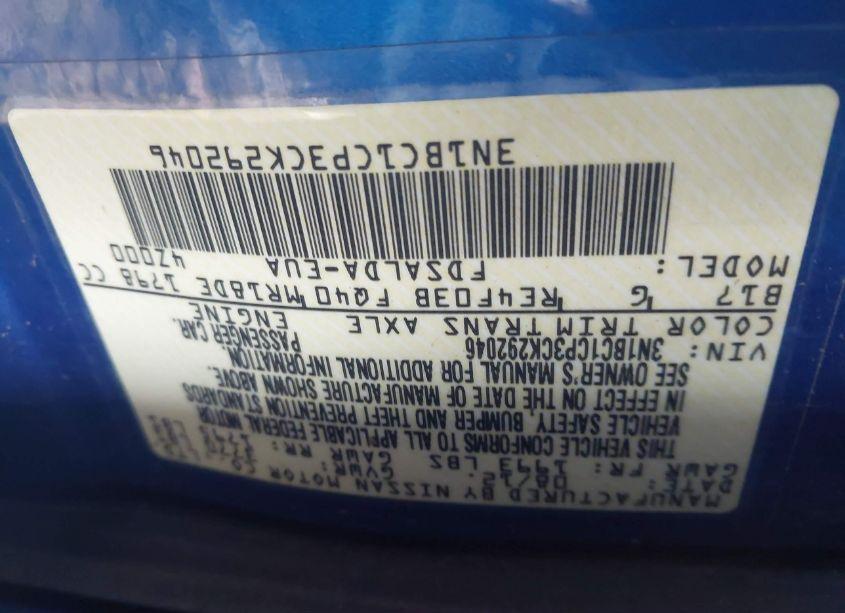 MANUFACTURED BY NISSAN MOTOR CO
DATE: 08/12 GVWR
GAWR FR: 1993 LBS GAWR RR:
THIS VEHICLE CONFORMS TO ALL APPLICABLE FEDERAL MOTOR
VEHICLE SAFETY, BUMPER AND THEFT PREVENTION STANDARDS
IN EFFECT ON THE DATE OF MANUFACTURE SHOWN ABOVE.
SEE OWNER'S MANUAL FOR ADDITIONAL INFORMATION
VIN: 3N1BC1CP3CK292046 PASSENGER CAR.
COLOR TRIM TRANS AXLE ENGINE
B17 G RE4F03B FQ40 MR18DE 1798 CC
MODEL: FDSALDA-EUA 4Z000
3N1BC1CP3CK292046